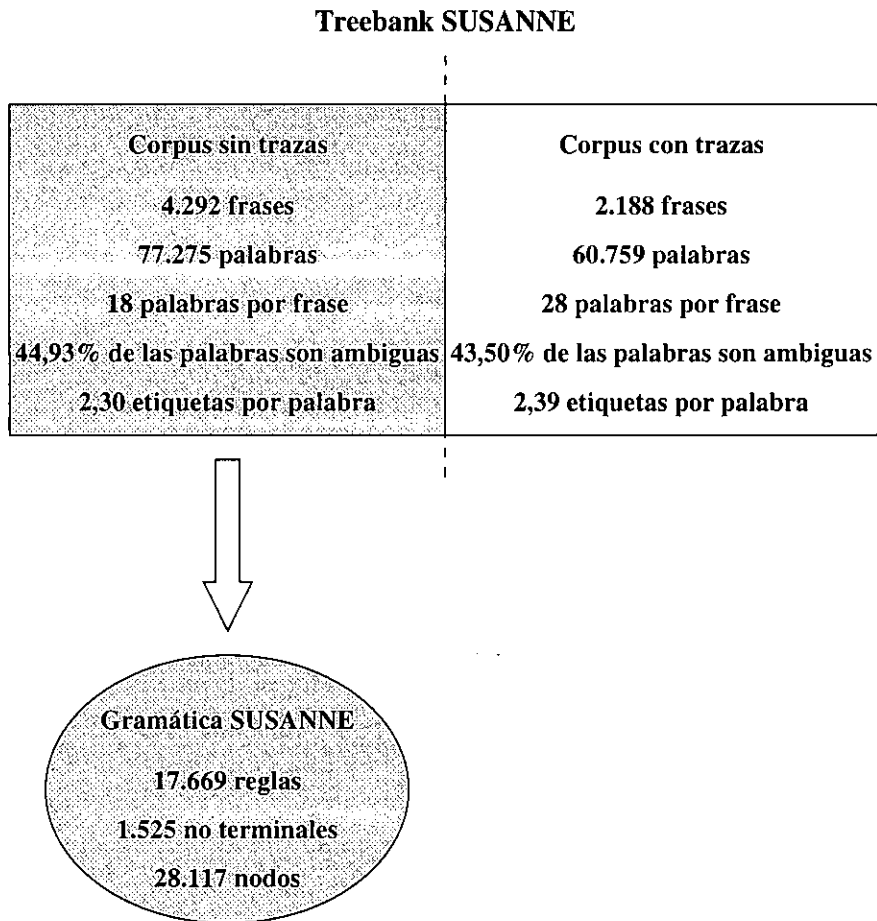 Treebank SUSANNE
Corpus sin trazas
4.292 frases
77.275 palabras
18 palabras por frase
44,93% de las palabras son ambiguas
2,30 etiquetas por palabra
Corpus con trazas
2.188 frases
60.759 palabras
28 palabras por frase
43,50% de las palabras son ambiguas
2,39 etiquetas por palabra
Gramática SUSANNE
17.669 reglas
1.525 no terminales
28.117 nodos